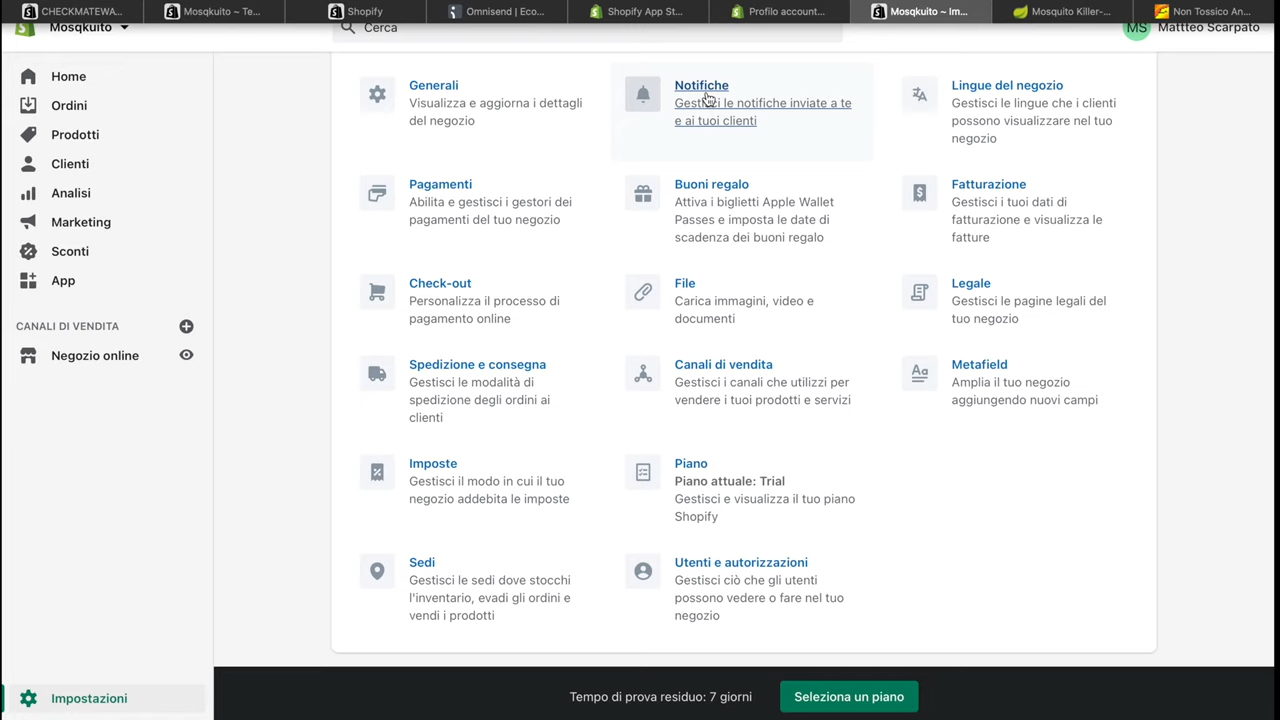 CHECKMATEWA...
Mosqkuito ~ Te...
Shopify
Omnisend | Eco...
Shopify App St...
Profilo account...
Mosqkuito ~ Im...
Mosquito Killer-...
Non Tossico An...
Mosqkuito
Cerca
MS
Mattteo Scarpato
Home
Ordini
Prodotti
Clienti
Analisi
Marketing
Sconti
App
CANALI DI VENDITA
Negozio online
Impostazioni
Generali
Visualizza e aggiorna i dettagli
del negozio
Notifiche
Gestisci le notifiche inviate a te
e ai tuoi clienti
Lingue del negozio
Gestisci le lingue che i clienti
possono visualizzare nel tuo
negozio
Pagamenti
Abilita e gestisci i gestori dei
pagamenti del tuo negozio
Buoni regalo
Attiva i biglietti Apple Wallet
Passes e imposta le date di
scadenza dei buoni regalo
Fatturazione
Gestisci i tuoi dati di
fatturazione e visualizza le
fatture
Check-out
Personalizza il processo di
pagamento online
File
Carica immagini, video e
documenti
Legale
Gestisci le pagine legali del
tuo negozio
Spedizione e consegna
Gestisci le modalità di
spedizione degli ordini ai
clienti
Canali di vendita
Gestisci i canali che utilizzi per
vendere i tuoi prodotti e servizi
Metafield
Amplia il tuo negozio
aggiungendo nuovi campi
Imposte
Gestisci il modo in cui il tuo
negozio addebita le imposte
Piano
Piano attuale: Trial
Gestisci e visualizza il tuo piano
Shopify
Sedi
Gestisci le sedi dove stocchi
l'inventario, evadi gli ordini e
vendi i prodotti
Utenti e autorizzazioni
Gestisci ciò che gli utenti
possono vedere o fare nel tuo
negozio
Tempo di prova residuo: 7 giorni
Seleziona un piano